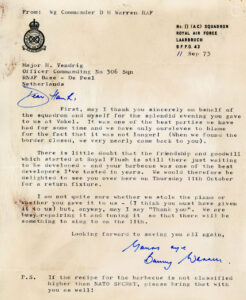 From: Wg Commander D H Warren RAF
No II (AC) SQUADRON
ROYAL AIR FORCE
LAARBRUCH
B.F.P.O. 43
11 Sep 73
Major H. Veodrig
Officer Commanding No 306 Sqn
RNAF Base - De Peel
Netherlands
Dear
First, may I thank you sincerely on behalf of
the squadron and myself for the splendid evening you gave
to us at Volkel. It was one of the best parties we have
had for some time and we have only ourselves to blame
for the fact that it was not longer! (When we found the
border closed, we very nearly came back to you).
There is little doubt that the friendship and goodwill
which started at Royal Flush is still there just waiting
to be developed - and your barbecue was one of the best
developers I've tasted in years. We would therefore be
delighted to see you over here on Thursday 11th October
for a return fixture.
I am not quite sure whether we stole the piano or
whether you gave it to us - (I think you must have given
it to us) but, anyway, may I say "Thank you". We are
busy repairing it and tuning it so that there will be
something to sing to on the 11th.
Looking forward to seeing you all again,
Yours aye
P.S. If the recipe for the barbecue is not classified
higher than NATO SECRET, please bring that with
you as well!